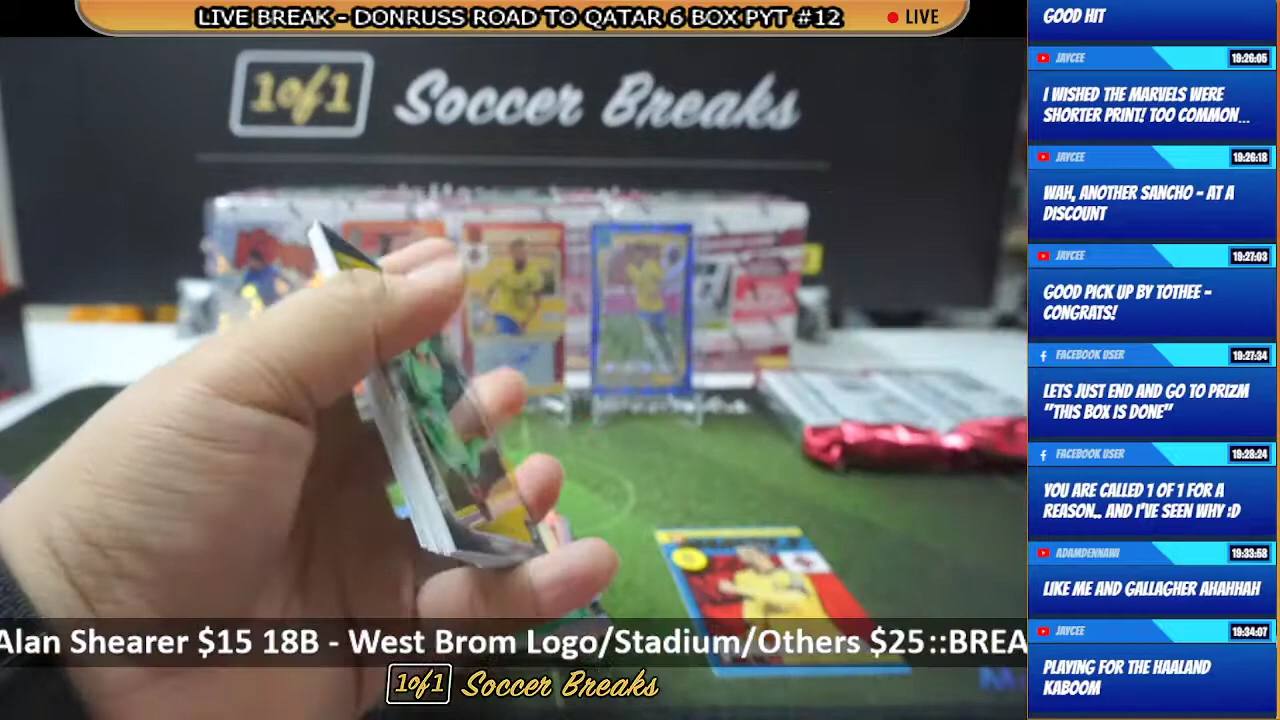 LIVE BREAK - DONRUSS ROAD TO QATAR 6 BOX PYT #12
LIVE
1of1 Soccer Breaks
Alan Shearer $15 18B - West Brom Logo/Stadium/Others $25::BREA
1of1 Soccer Breaks
GOOD HIT
JAYCEE 19:26:05
I WISHED THE MARVELS WERE
SHORTER PRINT! TOO COMMON...
JAYCEE 19:26:18
WAH, ANOTHER SANCHO - AT A
DISCOUNT
JAYCEE 19:27:03
GOOD PICK UP BY TOTHEE -
CONGRATS!
FACEBOOK USER 19:27:34
LETS JUST END AND GO TO PRIZM
"THIS BOX IS DONE"
FACEBOOK USER 19:28:24
YOU ARE CALLED 1 OF 1 FOR A
REASON.. AND I'VE SEEN WHY :D
ADAMDENNAWI 19:33:58
LIKE ME AND GALLAGHER AHAHHAH
JAYCEE 19:34:07
PLAYING FOR THE HAALAND
KABOOM